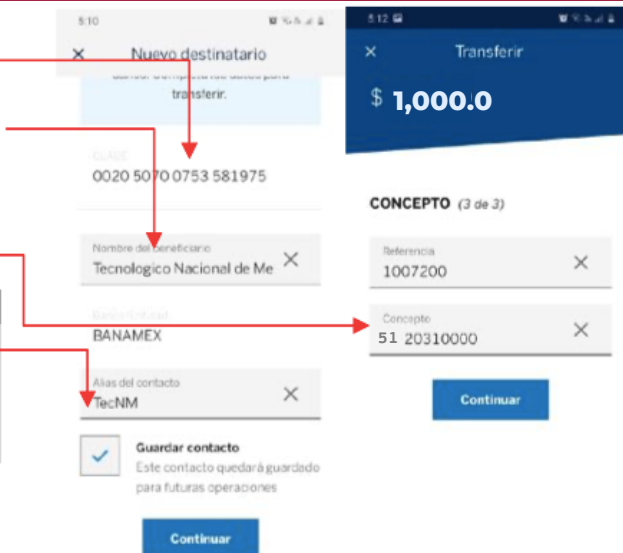 5:10
Nuevo destinatario
transferir.
CLABE
0020 5070 0753 581975
Nombre del beneficiario
Tecnologico Nacional de Me
BANAMEX
Alias del contacto
TecNM
Guardar contacto
Este contacto quedará guardado
para futuras operaciones
Continuar
5:12
Transferir
$ 1,000.0
CONCEPTO (3 de 3)
Referencia
1007200
Concepto
51 20310000
Continuar